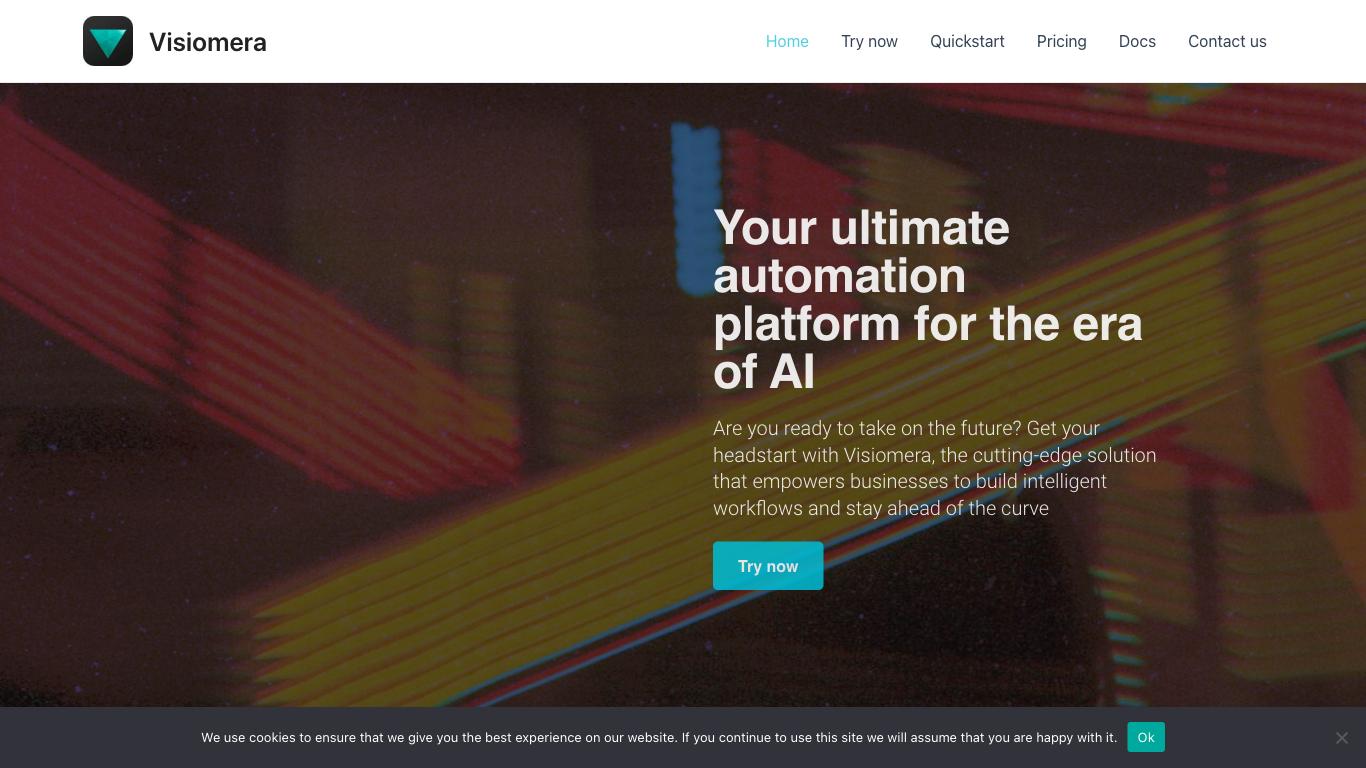 Visiomera
Home
Try now
Quickstart
Pricing
Docs
Contact us
Your ultimate
automation
platform for the era
of AI
Are you ready to take on the future? Get your
headstart with Visiomera, the cutting-edge solution
that empowers businesses to build intelligent
workflows and stay ahead of the curve
Try now
We use cookies to ensure that we give you the best experience on our website. If you continue to use this site we will assume that you are happy with it.
Ok